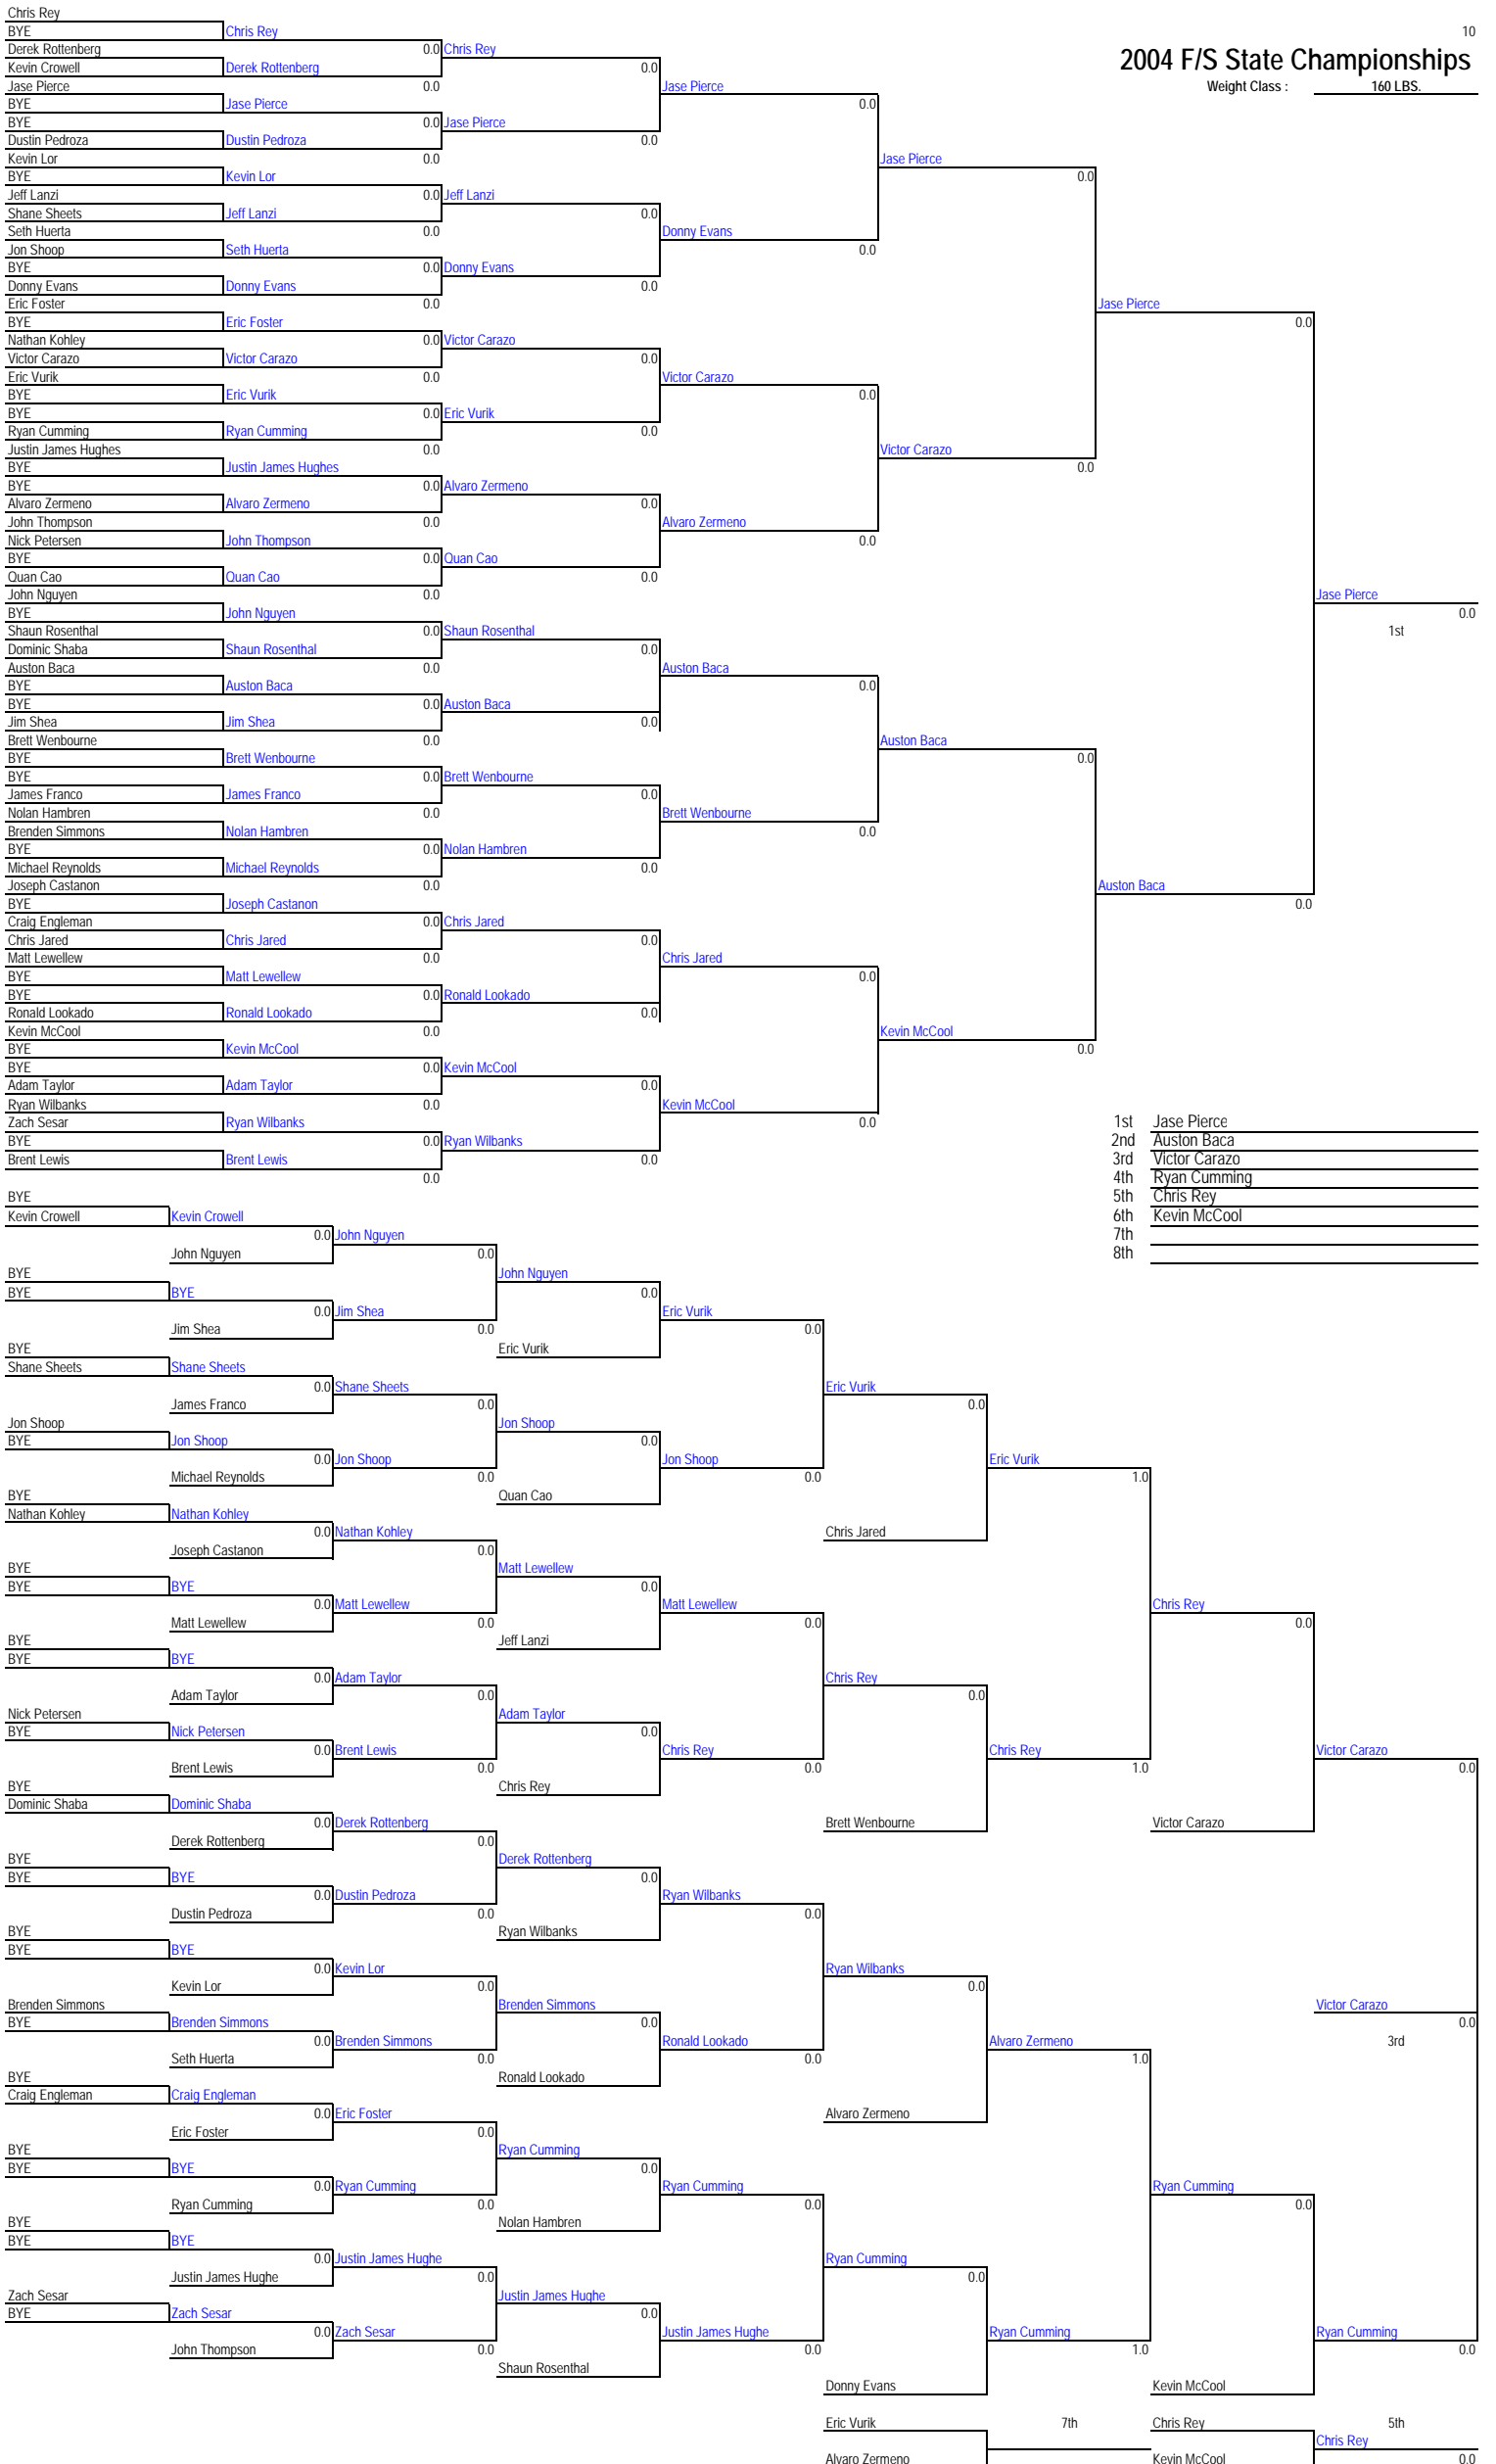 Chris Rey
BYE Chris Rey 10
Derek Rottenberg 0.0 Chris Rey
2004 F/S State Championships
Kevin Crowell Derek Rottenberg 0.0
Jase Pierce 0.0 Jase Pierce Weight Class : 160 LBS.
BYE Jase Pierce 0.0
BYE 0.0 Jase Pierce
Dustin Pedroza Dustin Pedroza 0.0
Kevin Lor 0.0 Jase Pierce
BYE Kevin Lor 0.0
Jeff Lanzi 0.0 Jeff Lanzi
Shane Sheets Jeff Lanzi 0.0
Seth Huerta 0.0 Donny Evans
Jon Shoop Seth Huerta 0.0
BYE 0.0 Donny Evans
Donny Evans Donny Evans 0.0
Eric Foster 0.0 Jase Pierce
BYE Eric Foster 0.0
Nathan Kohley 0.0 Victor Carazo
Victor Carazo Victor Carazo 0.0
Eric Vurik 0.0 Victor Carazo
BYE Eric Vurik 0.0
BYE 0.0 Eric Vurik
Ryan Cumming Ryan Cumming 0.0
Justin James Hughes 0.0 Victor Carazo
BYE Justin James Hughes 0.0
BYE 0.0 Alvaro Zermeno
Alvaro Zermeno Alvaro Zermeno 0.0
John Thompson 0.0 Alvaro Zermeno
Nick Petersen John Thompson 0.0
BYE 0.0 Quan Cao
Quan Cao Quan Cao 0.0
John Nguyen 0.0 Jase Pierce
BYE John Nguyen 0.0
Shaun Rosenthal 0.0 Shaun Rosenthal 1st
Dominic Shaba Shaun Rosenthal 0.0
Auston Baca 0.0 Auston Baca
BYE Auston Baca 0.0
BYE 0.0 Auston Baca
Jim Shea Jim Shea 0.0
Brett Wenbourne 0.0 Auston Baca
BYE Brett Wenbourne 0.0
BYE 0.0 Brett Wenbourne
James Franco James Franco 0.0
Nolan Hambren 0.0 Brett Wenbourne
Brenden Simmons Nolan Hambren 0.0
BYE 0.0 Nolan Hambren
Michael Reynolds Michael Reynolds 0.0
Joseph Castanon 0.0 Auston Baca
BYE Joseph Castanon 0.0
Craig Engleman 0.0 Chris Jared
Chris Jared Chris Jared 0.0
Matt Lewellew 0.0 Chris Jared
BYE Matt Lewellew 0.0
BYE 0.0 Ronald Lookado
Ronald Lookado Ronald Lookado 0.0
Kevin McCool 0.0 Kevin McCool
BYE Kevin McCool 0.0
BYE 0.0 Kevin McCool
Adam Taylor Adam Taylor 0.0
Ryan Wilbanks 0.0 Kevin McCool
Zach Sesar Ryan Wilbanks 0.0 1st Jase Pierce
BYE 0.0 Ryan Wilbanks 2nd Auston Baca
Brent Lewis Brent Lewis 0.0 3rd Victor Carazo
0.0 4th Ryan Cumming
BYE 5th Chris Rey
Kevin Crowell Kevin Crowell 6th Kevin McCool
0.0 John Nguyen 7th
John Nguyen 0.0 8th
BYE John Nguyen
BYE BYE 0.0
0.0 Jim Shea Eric Vurik
Jim Shea 0.0 0.0
BYE Eric Vurik
Shane Sheets Shane Sheets
0.0 Shane Sheets Eric Vurik
James Franco 0.0 0.0
Jon Shoop Jon Shoop
BYE Jon Shoop 0.0
0.0 Jon Shoop Jon Shoop Eric Vurik
Michael Reynolds 0.0 0.0 1.0
BYE Quan Cao
Nathan Kohley Nathan Kohley
0.0 Nathan Kohley Chris Jared
Joseph Castanon 0.0
BYE Matt Lewellew
BYE BYE 0.0
0.0 Matt Lewellew Matt Lewellew Chris Rey
Matt Lewellew 0.0 0.0 0.0
BYE Jeff Lanzi
BYE BYE
0.0 Adam Taylor Chris Rey
Adam Taylor 0.0 0.0
Nick Petersen Adam Taylor
BYE Nick Petersen 0.0
0.0 Brent Lewis Chris Rey Chris Rey Victor Carazo
Brent Lewis 0.0 0.0 1.0 0.0
BYE Chris Rey
Dominic Shaba Dominic Shaba
0.0 Derek Rottenberg Brett Wenbourne Victor Carazo
Derek Rottenberg 0.0
BYE Derek Rottenberg
BYE BYE 0.0
0.0 Dustin Pedroza Ryan Wilbanks
Dustin Pedroza 0.0 0.0
BYE Ryan Wilbanks
BYE BYE
0.0 Kevin Lor Ryan Wilbanks
Kevin Lor 0.0 0.0
Brenden Simmons Brenden Simmons Victor Carazo
BYE Brenden Simmons 0.0 0.0
0.0 Brenden Simmons Ronald Lookado Alvaro Zermeno 3rd
Seth Huerta 0.0 0.0 1.0
BYE Ronald Lookado
Craig Engleman Craig Engleman
0.0 Eric Foster Alvaro Zermeno
Eric Foster 0.0
BYE Ryan Cumming
BYE BYE 0.0
0.0 Ryan Cumming Ryan Cumming Ryan Cumming
Ryan Cumming 0.0 0.0 0.0
BYE Nolan Hambren
BYE BYE
0.0 Justin James Hughe Ryan Cumming
Justin James Hughe 0.0 0.0
Zach Sesar Justin James Hughe
BYE Zach Sesar 0.0
0.0 Zach Sesar Justin James Hughe Ryan Cumming Ryan Cumming
John Thompson 0.0 0.0 1.0 0.0
Shaun Rosenthal
Donny Evans Kevin McCool
Eric Vurik 7th Chris Rey 5th
Chris Rey
Alvaro Zermeno Kevin McCool 0.0